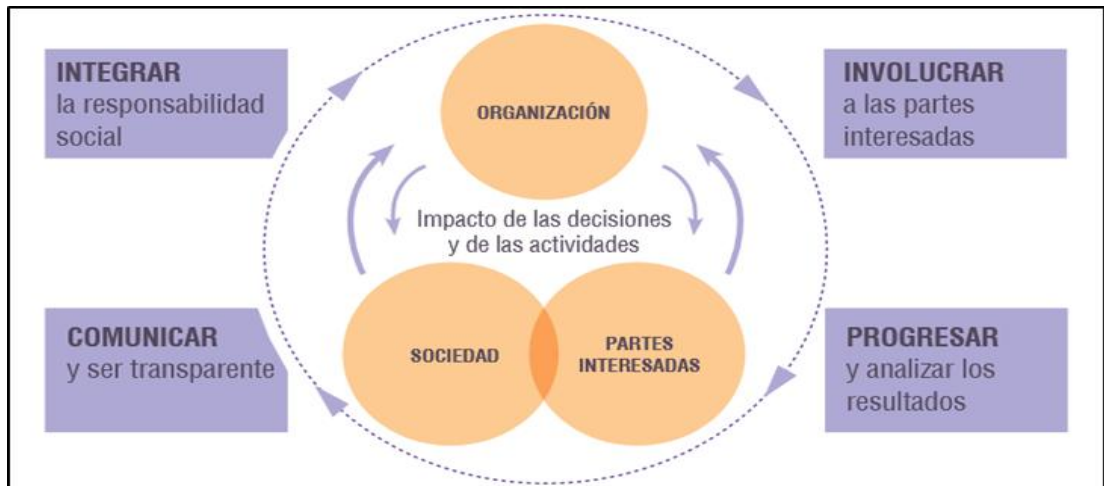 INTEGRAR
la responsabilidad
social
INVOLUCRAR
a las partes
interesadas
ORGANIZACIÓN
Impacto de las decisiones
y de las actividades
COMUNICAR
y ser transparente
SOCIEDAD
PARTES
INTERESADAS
PROGRESAR
y analizar los
resultados